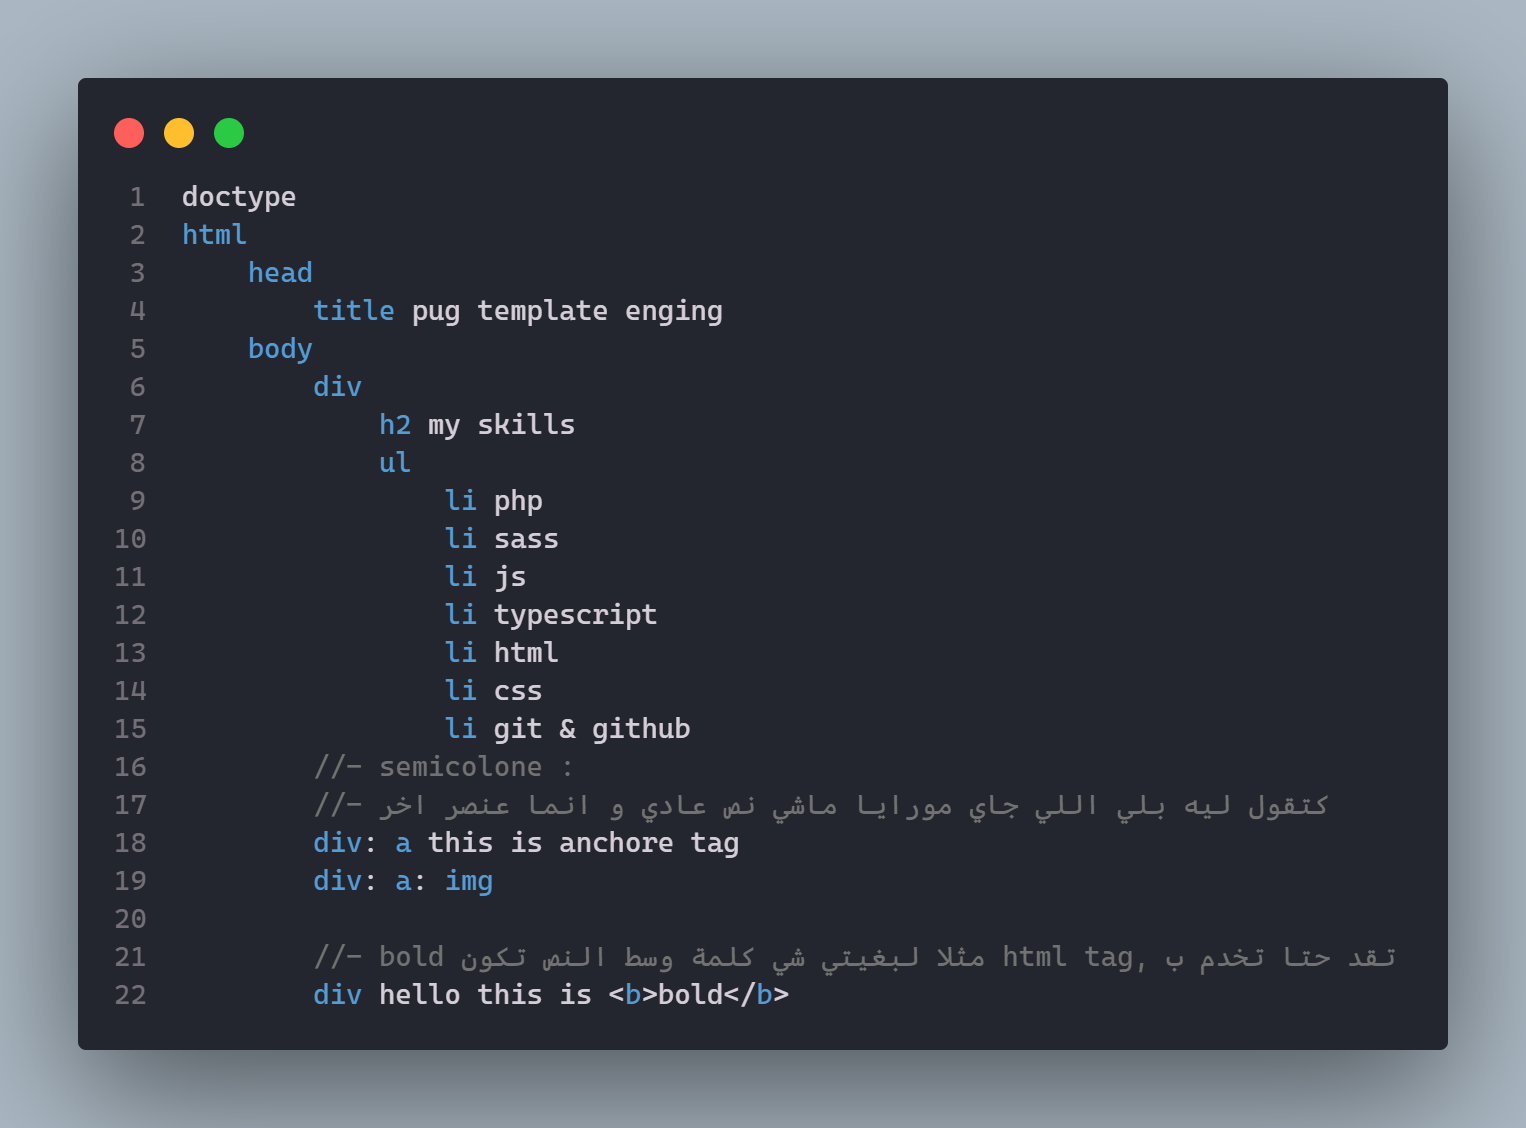 1 doctype
2 html
3     head
4         title pug template enging
5     body
6         div
7             h2 my skills
8             ul
9                 li php
10                 li sass
11                 li js
12                 li typescript
13                 li html
14                 li css
15                 li git & github
16         //- semicolone :
17         //- كتقول ليه بلي اللي جاي مورايا ماشي نص عادي و انما عنصر اخر
18         div: a this is anchore tag
19         div: a: img
20
21         //- bold مثلا لبغيتي شي كلمة وسط النص تكون html tag, تقد حتا تخدم ب
22         div hello this is <b>bold</b>